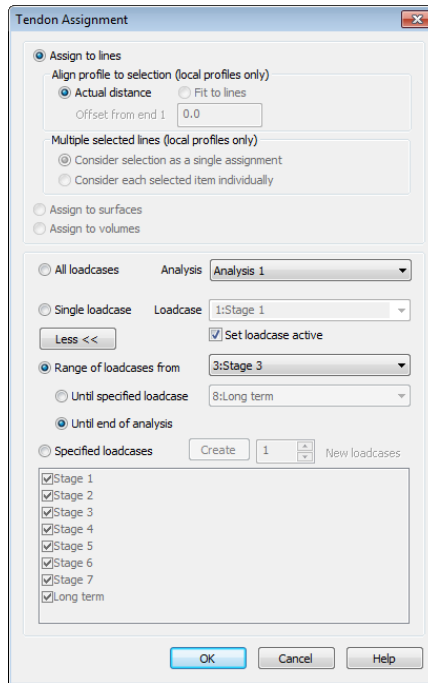 Tendon Assignment
Assign to lines
Align profile to selection (local profiles only)
Actual distance Fit to lines
Offset from end 1 0.0
Multiple selected lines (local profiles only)
Consider selection as a single assignment
Consider each selected item individually
Assign to surfaces
Assign to volumes
All loadcases Analysis Analysis 1
Single loadcase Loadcase 1:Stage 1
Less << Set loadcase active
Range of loadcases from 3:Stage 3
Until specified loadcase 8:Long term
Until end of analysis
Specified loadcases Create 1 New loadcases
Stage 1
Stage 2
Stage 3
Stage 4
Stage 5
Stage 6
Stage 7
Long term
OK Cancel Help